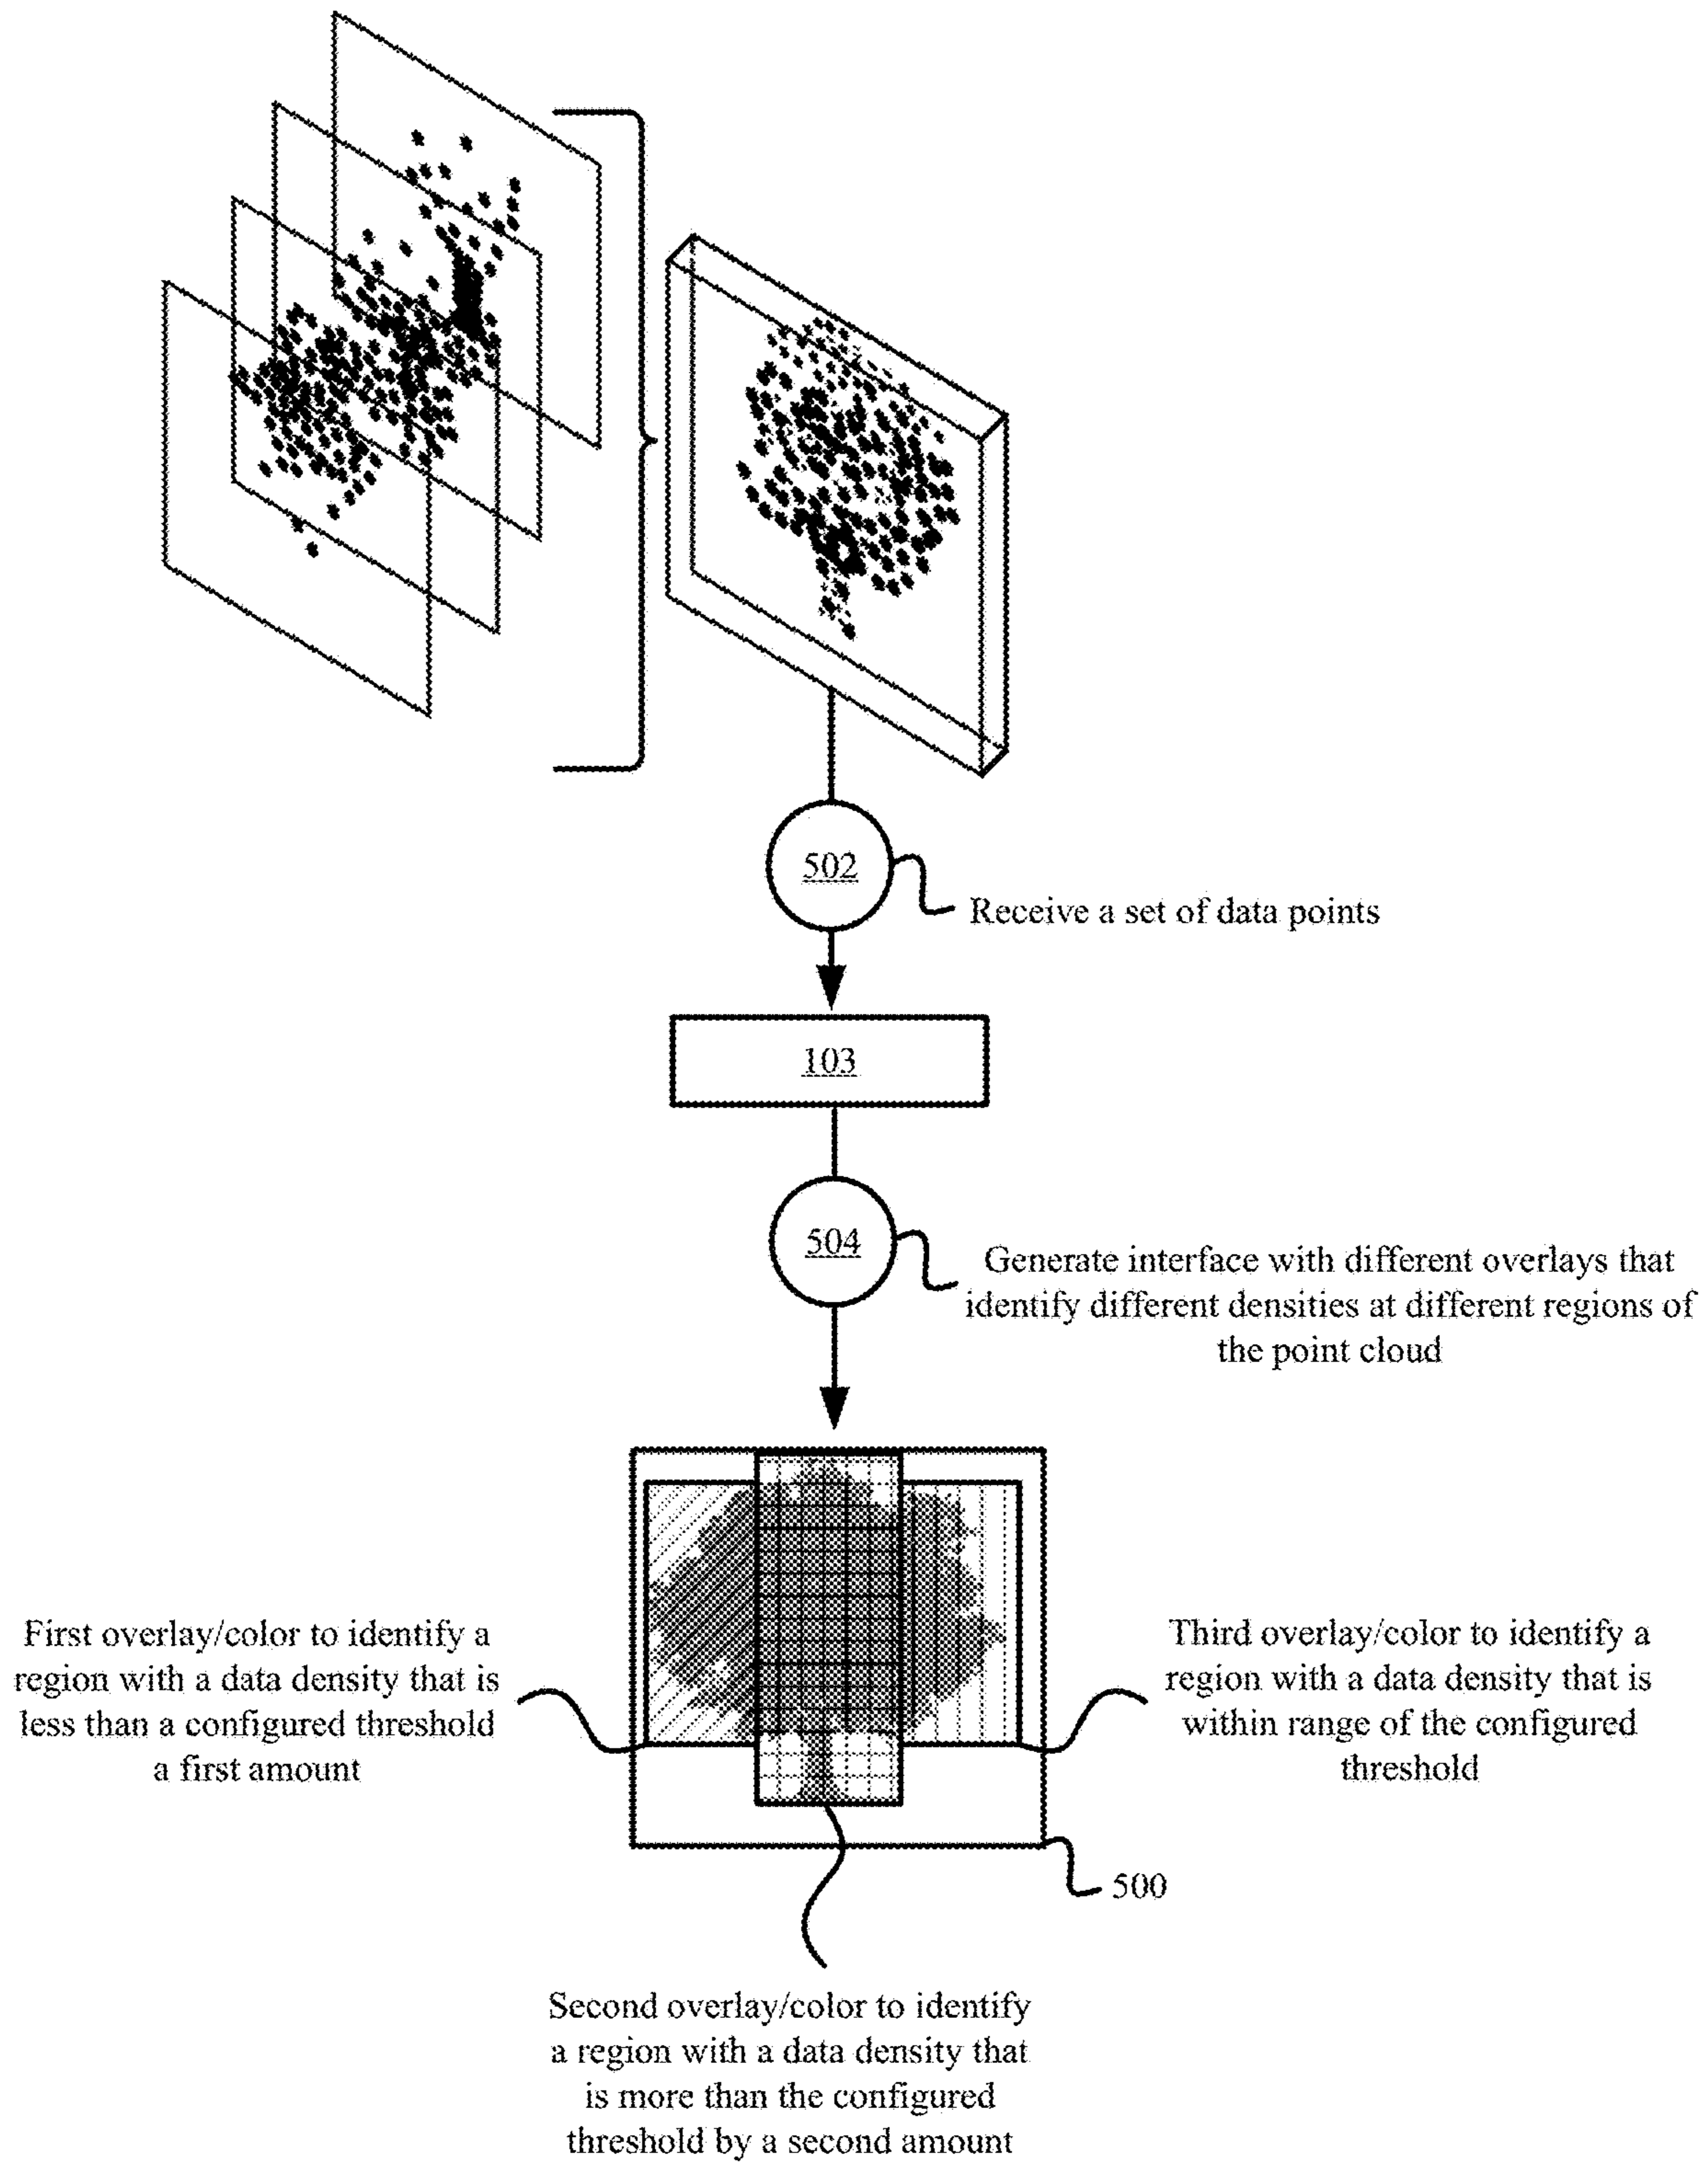 502
Receive a set of data points
103
504
Generate interface with different overlays that
identify different densities at different regions of
the point cloud
First overlay/color to identify a
region with a data density that is
less than a configured threshold
a first amount
Third overlay/color to identify a
region with a data density that is
within range of the configured
threshold
500
Second overlay/color to identify
a region with a data density that
is more than the configured
threshold by a second amount